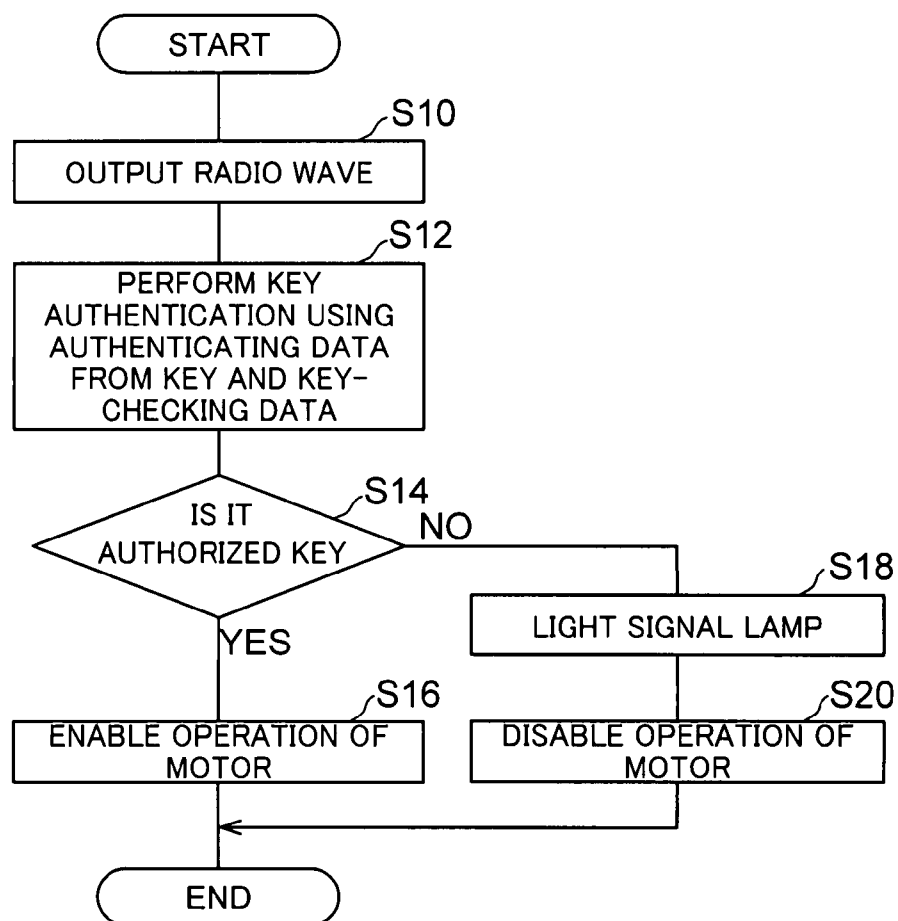 START
S10
OUTPUT RADIO WAVE
S12
PERFORM KEY
AUTHENTICATION USING
AUTHENTICATING DATA
FROM KEY AND KEY-
CHECKING DATA
S14
IS IT
AUTHORIZED KEY
NO
YES
S18
LIGHT SIGNAL LAMP
S16
ENABLE OPERATION OF
MOTOR
S20
DISABLE OPERATION OF
MOTOR
END